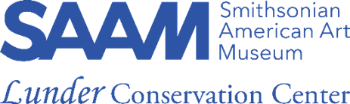 SAAM
Smithsonian
American Art
Museum
Lunder Conservation Center